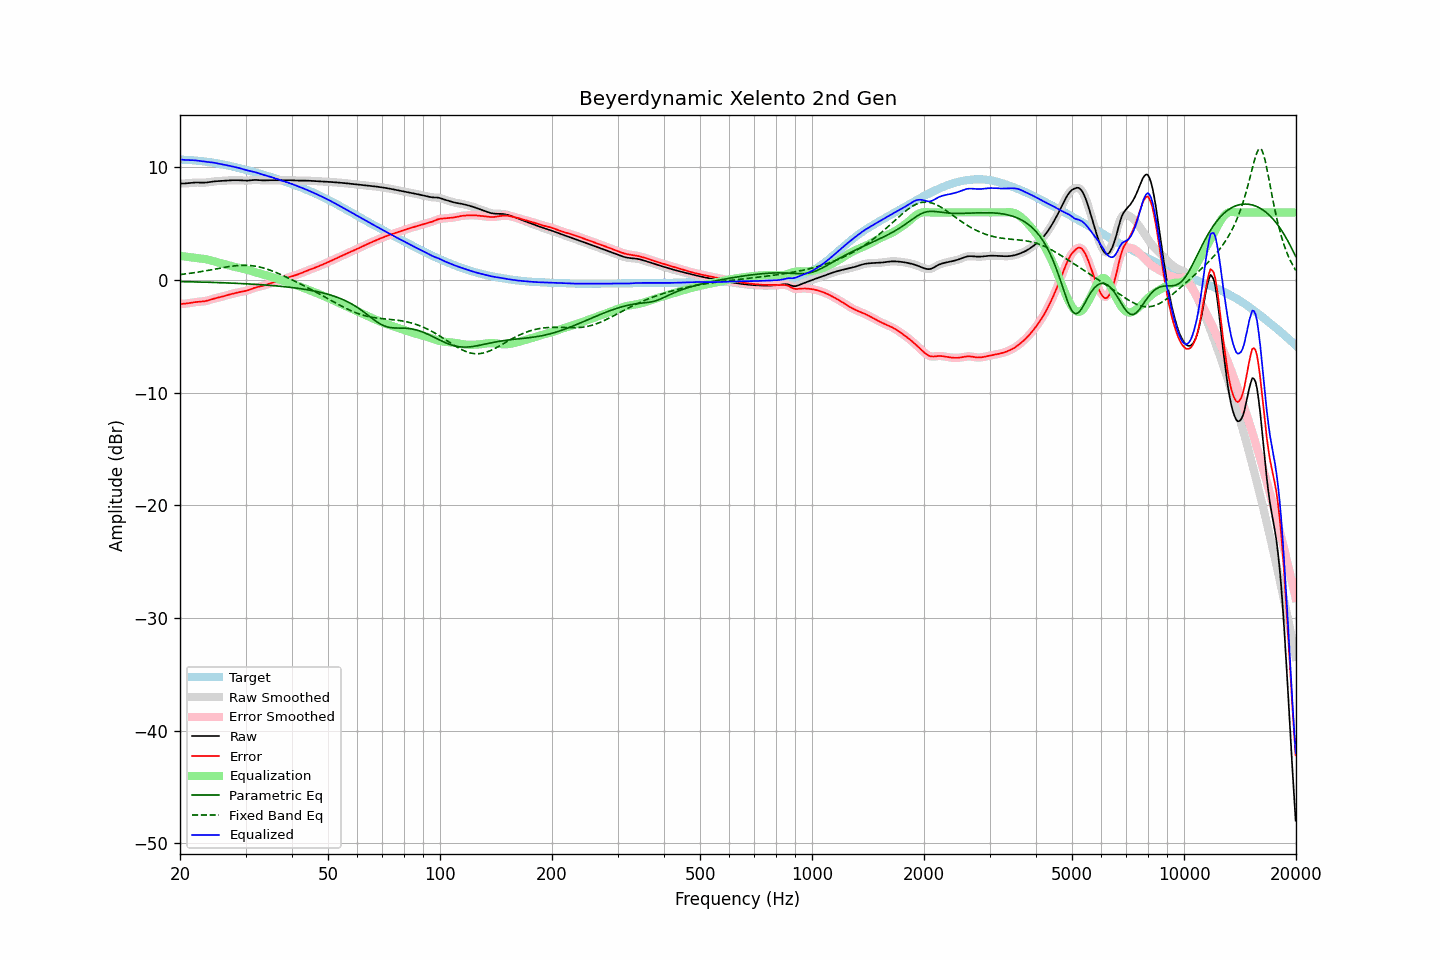 Beyerdynamic Xelento 2nd Gen
Amplitude (dBr)
10
0
−10
−20
−30
−40
−50
Target
Raw Smoothed
Error Smoothed
Raw
Error
Equalization
Parametric Eq
Fixed Band Eq
Equalized
20 50 100 200 500 1000 2000 5000 10000 20000
Frequency (Hz)